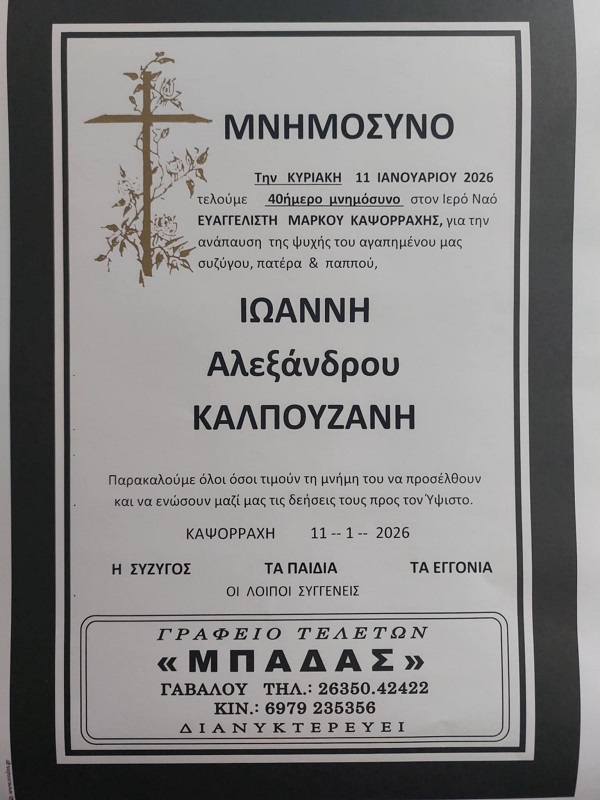 ΜΝΗΜΟΣΥΝΟ
Την ΚΥΡΙΑΚΗ 11 ΙΑΝΟΥΑΡΙΟΥ 2026
τελούμε 40ήμερο μνημόσυνο στον Ιερό Ναό
ΕΥΑΓΓΕΛΙΣΤΗ ΜΑΡΚΟΥ ΚΑΨΟΡΡΑΧΗΣ, για την
ανάπαυση της ψυχής του αγαπημένου μας
συζύγου, πατέρα & παππού,
ΙΩΑΝΝΗ
Αλεξάνδρου
ΚΑΛΠΟΥΖΑΝΗ
Παρακαλούμε όλοι όσοι τιμούν τη μνήμη του να προσέλθουν
και να ενώσουν μαζί μας τις δεήσεις τους προς τον Ύψιστο.
ΚΑΨΟΡΡΑΧΗ 11 -- 1 -- 2026
Η ΣΥΖΥΓΟΣ ΤΑ ΠΑΙΔΙΑ ΤΑ ΕΓΓΟΝΙΑ
ΟΙ ΛΟΙΠΟΙ ΣΥΓΓΕΝΕΙΣ
ΓΡΑΦΕΙΟ ΤΕΛΕΤΩΝ
«ΜΠΑΔΑΣ»
ΓΑΒΑΛΟΥ ΤΗΛ.: 26350.42422
ΚΙΝ.: 6979 235356
ΔΙΑΝΥΚΤΕΡΕΥΕΙ